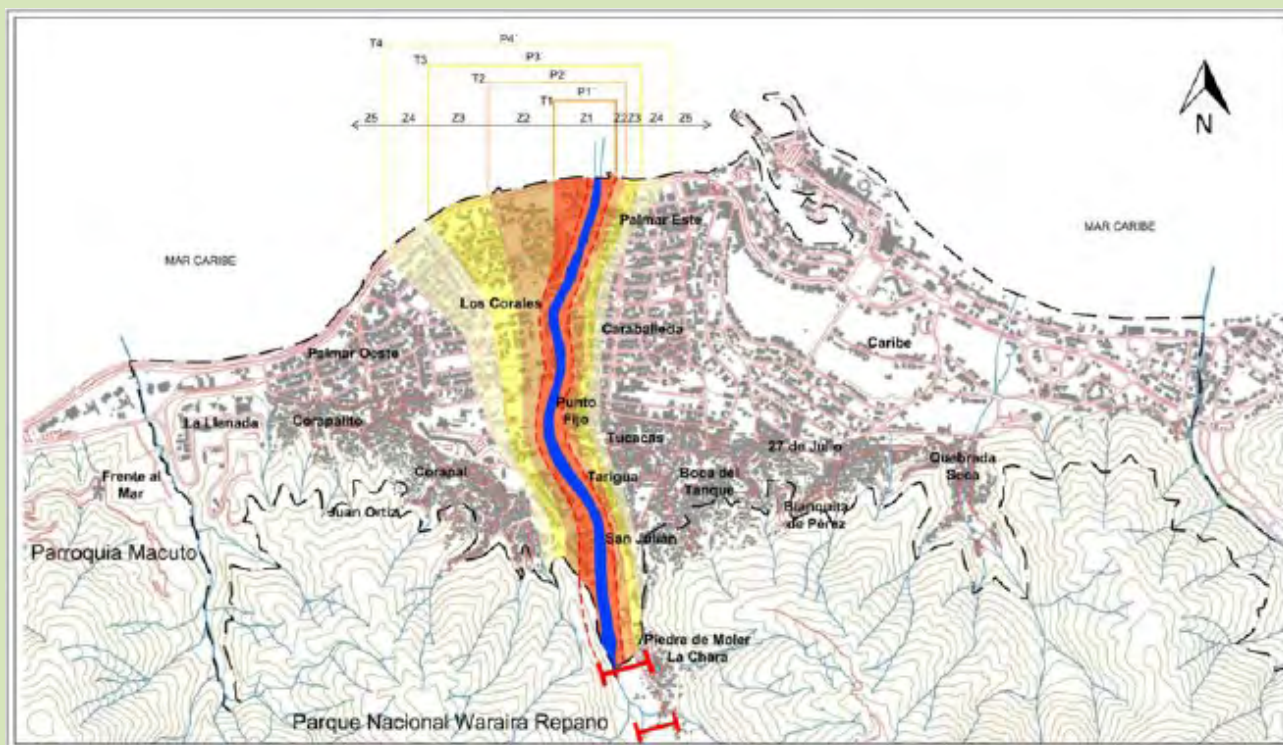 T4 P4´
T3 P3´
T2 P2´
T1 P1´
Z5 Z4 Z3 Z2 Z1 Z2 Z3 Z4 Z5
N
Palmar Este
MAR CARIBE
MAR CARIBE
Los Corales
Caraballeda
Caribe
Palmar Oeste
Punto
Fijo
La Llanada
Corapalito
Tucacas
27 de Julio
Quebrada
Seca
Corapal
Tarigua
Boca del
Tanque
Frente al
Mar
Juan Ortiz
Blanquita
de Pérez
San Julian
Parroquia Macuto
Piedra de Moler
La Chara
Parque Nacional Waraira Repano